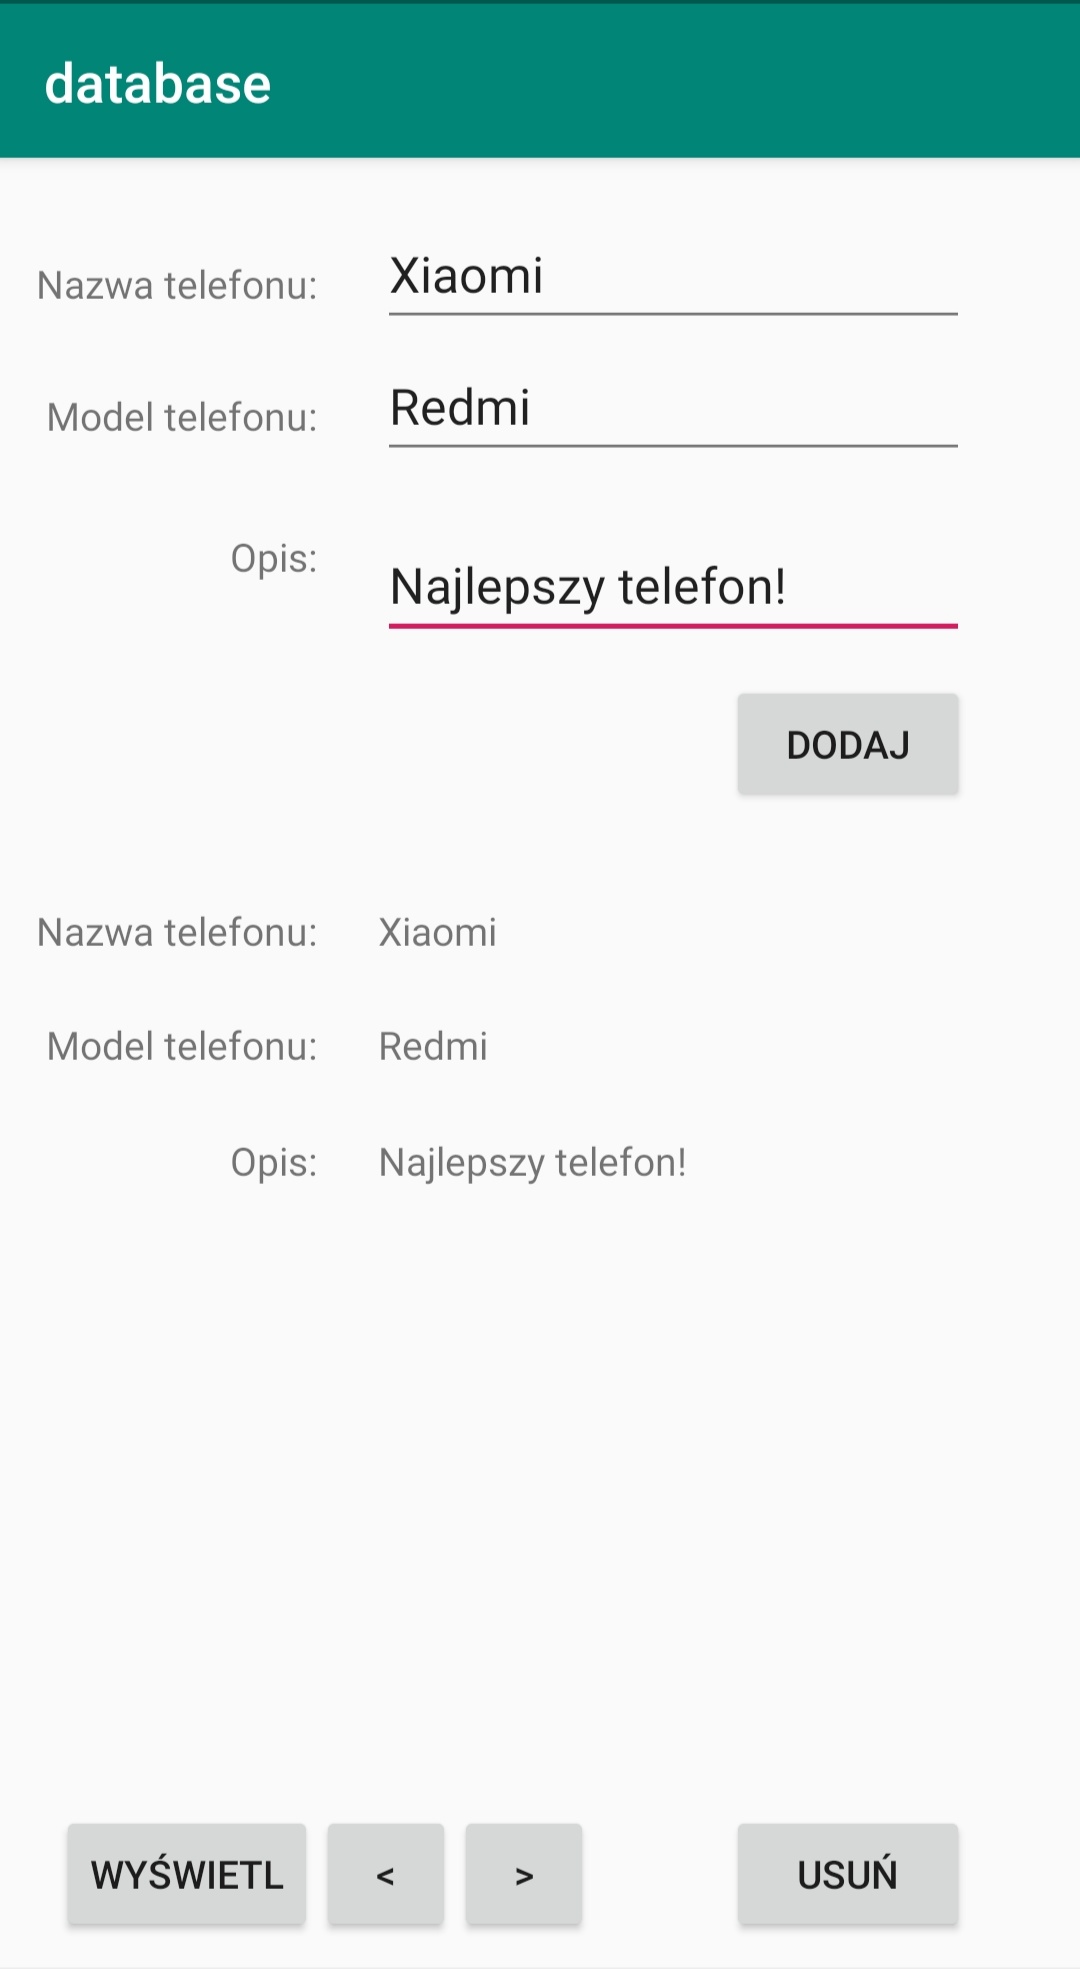 database
Nazwa telefonu: Xiaomi
Model telefonu: Redmi
Opis: Najlepszy telefon!
DODAJ
Nazwa telefonu: Xiaomi
Model telefonu: Redmi
Opis: Najlepszy telefon!
WYŚWIETL < > USUŃ